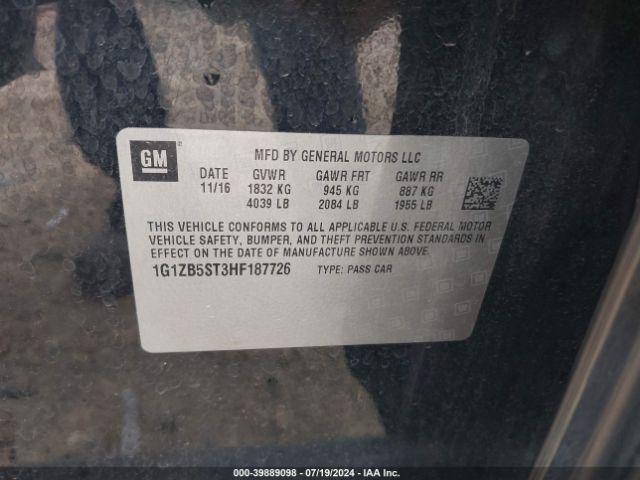 GM
MFD BY GENERAL MOTORS LLC
DATE GVWR GAWR FRT GAWR RR
11/16 1832 KG 945 KG 887 KG
4039 LB 2084 LB 1955 LB
THIS VEHICLE CONFORMS TO ALL APPLICABLE U.S. FEDERAL MOTOR
VEHICLE SAFETY, BUMPER, AND THEFT PREVENTION STANDARDS IN
EFFECT ON THE DATE OF MANUFACTURE SHOWN ABOVE.
1G1ZB5ST3HF187726 TYPE: PASS CAR
000-39889098 - 07/19/2024 - IAA Inc.